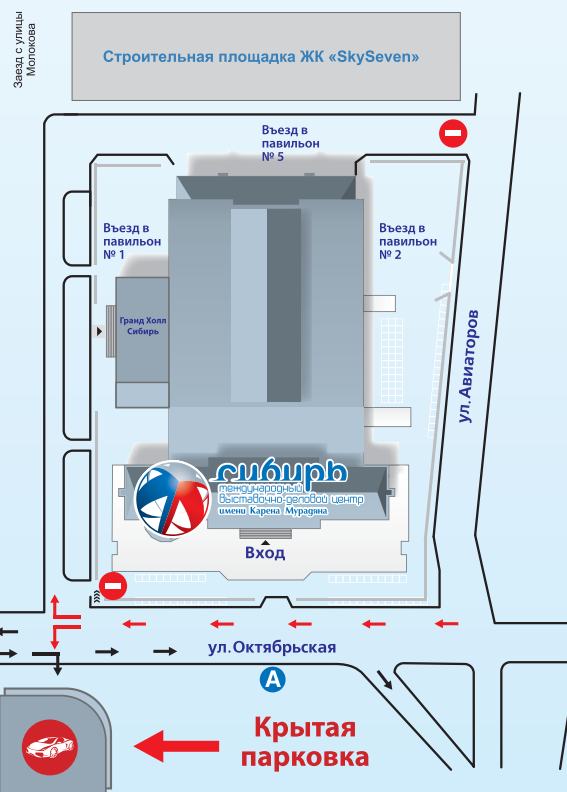 Заезд с улицы
Молокова
Строительная площадка ЖК «SkySeven»
Въезд в
павильон
№ 5
Въезд в
павильон
№ 1
Въезд в
павильон
№ 2
Гранд Холл
Сибирь
ул. Авиаторов
сибирь
международный
выставочно-деловой центр
имени Карена Мурадяна
Вход
ул.Октябрьская
А
Крытая
парковка